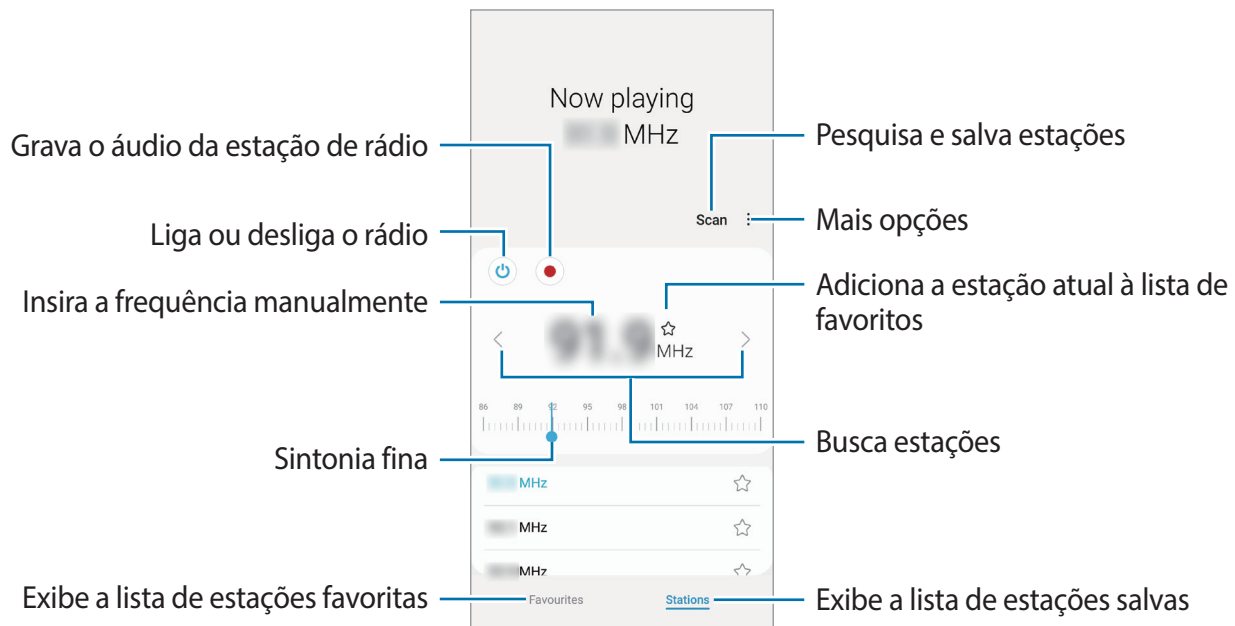 Now playing
MHz
Grava o áudio da estação de rádio
Pesquisa e salva estações
Scan
Mais opções
Liga ou desliga o rádio
Insira a frequência manualmente
Adiciona a estação atual à lista de
favoritos
MHz
86 89 92 95 98 101 104 107 110
Sintonia fina
Busca estações
MHz
MHz
MHz
Exibe a lista de estações favoritas
Favourites
Stations
Exibe a lista de estações salvas